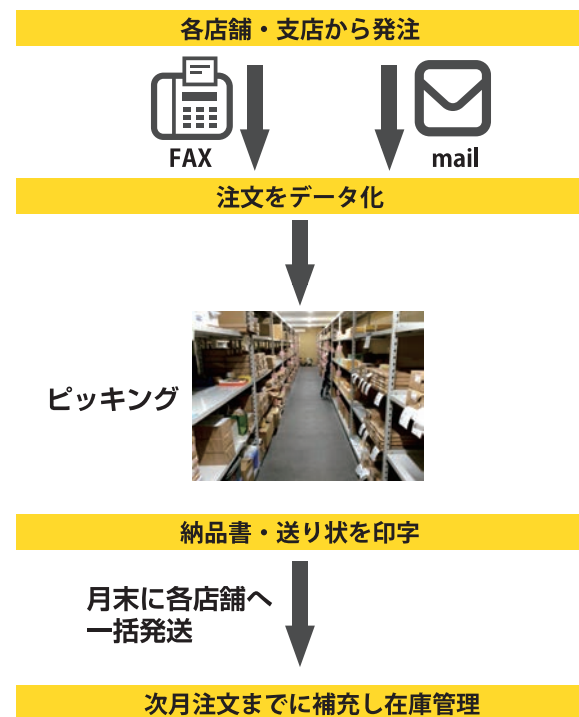 各店舗・支店から発注
FAX
mail
注文をデータ化
ピッキング
納品書・送り状を印字
月末に各店舗へ
一括発送
次月注文までに補充し在庫管理